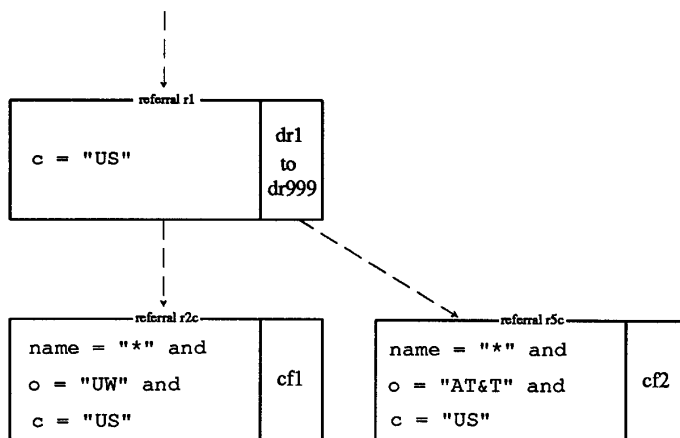 referral r1
c = "US"
dr1
to
dr999
referral r2c
name = "*" and
o = "UW" and
c = "US"
cf1
referral r5c
name = "*" and
o = "AT&T" and
c = "US"
cf2